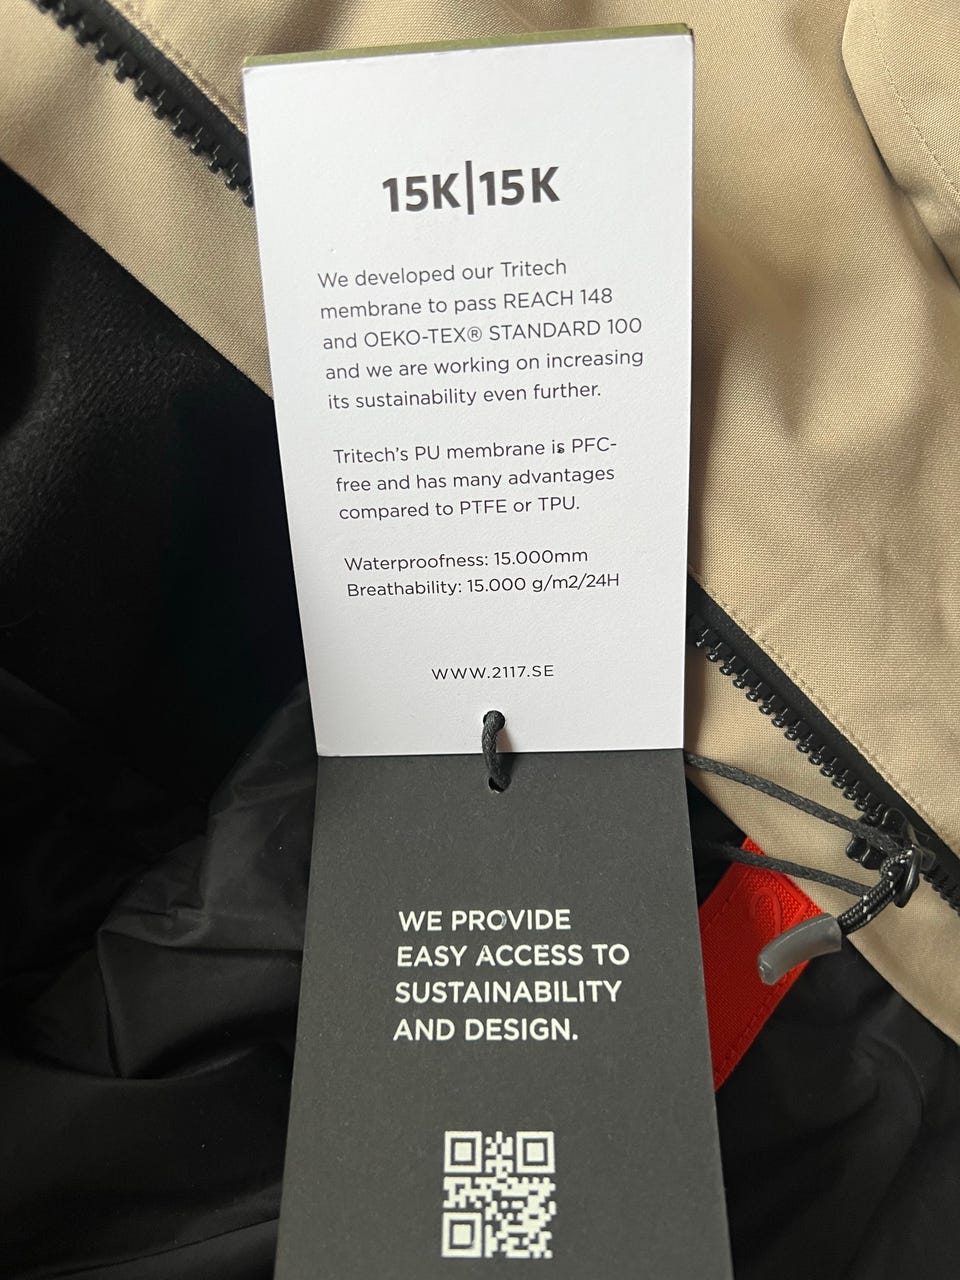 15K|15K
We developed our Tritech
membrane to pass REACH 148
and OEKO-TEX® STANDARD 100
and we are working on increasing
its sustainability even further.
Tritech's PU membrane is PFC-
free and has many advantages
compared to PTFE or TPU.
Waterproofness: 15.000mm
Breathability: 15.000 g/m2/24H
WWW.2117.SE
WE PROVIDE
EASY ACCESS TO
SUSTAINABILITY
AND DESIGN.